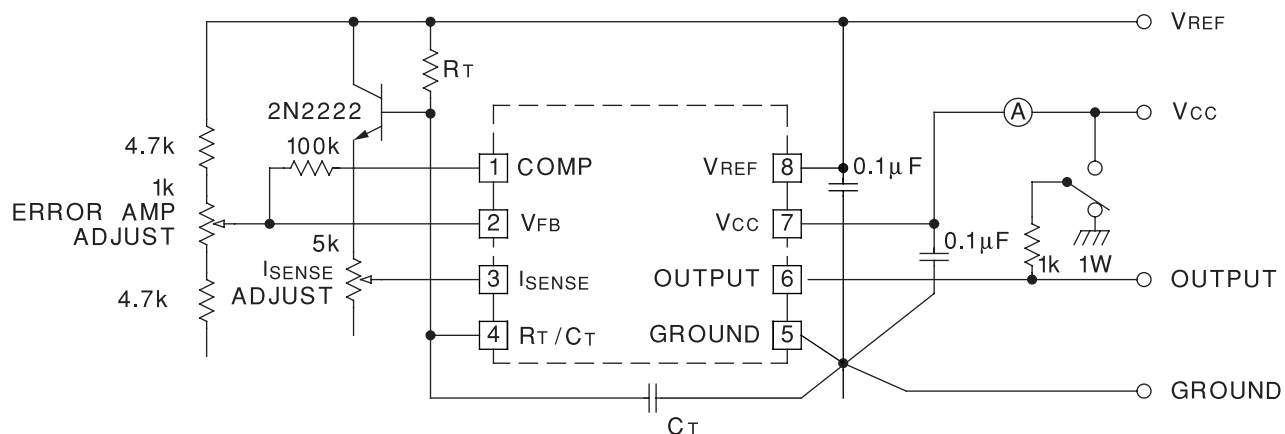 VREF
RT
A
VCC
2N2222
100k
4.7k
1 COMP
VREF 8
0.1µF
1k
ERROR AMP
ADJUST
2 VFB
VCC 7
0.1µF
5k
ISENSE
ADJUST
3 ISENSE
OUTPUT 6
1k 1W
OUTPUT
4.7k
4 RT/CT
GROUND 5
GROUND
CT